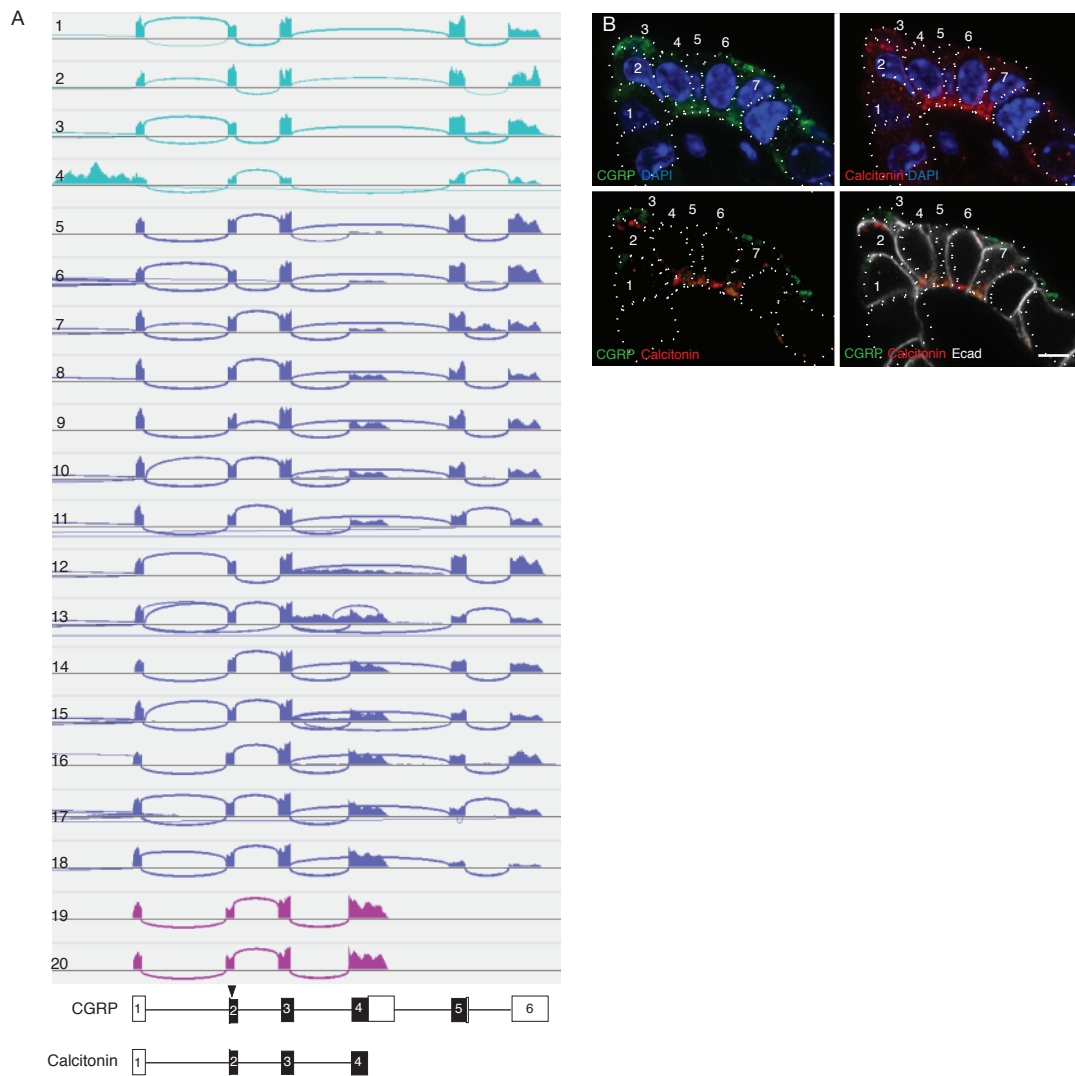 A
1
2
3
4
5
6
7
8
9
10
11
12
13
14
15
16
17
18
19
20
CGRP 1 2 3 4 5 6
Calcitonin 1 2 3 4
B
3 4 5 6
2 7
1
CGRP DAPI
3 4 5 6
2 7
1
Calcitonin DAPI
3 4 5 6
2 7
1
CGRP Calcitonin
3 4 5 6
2 7
1
CGRP Calcitonin Ecad